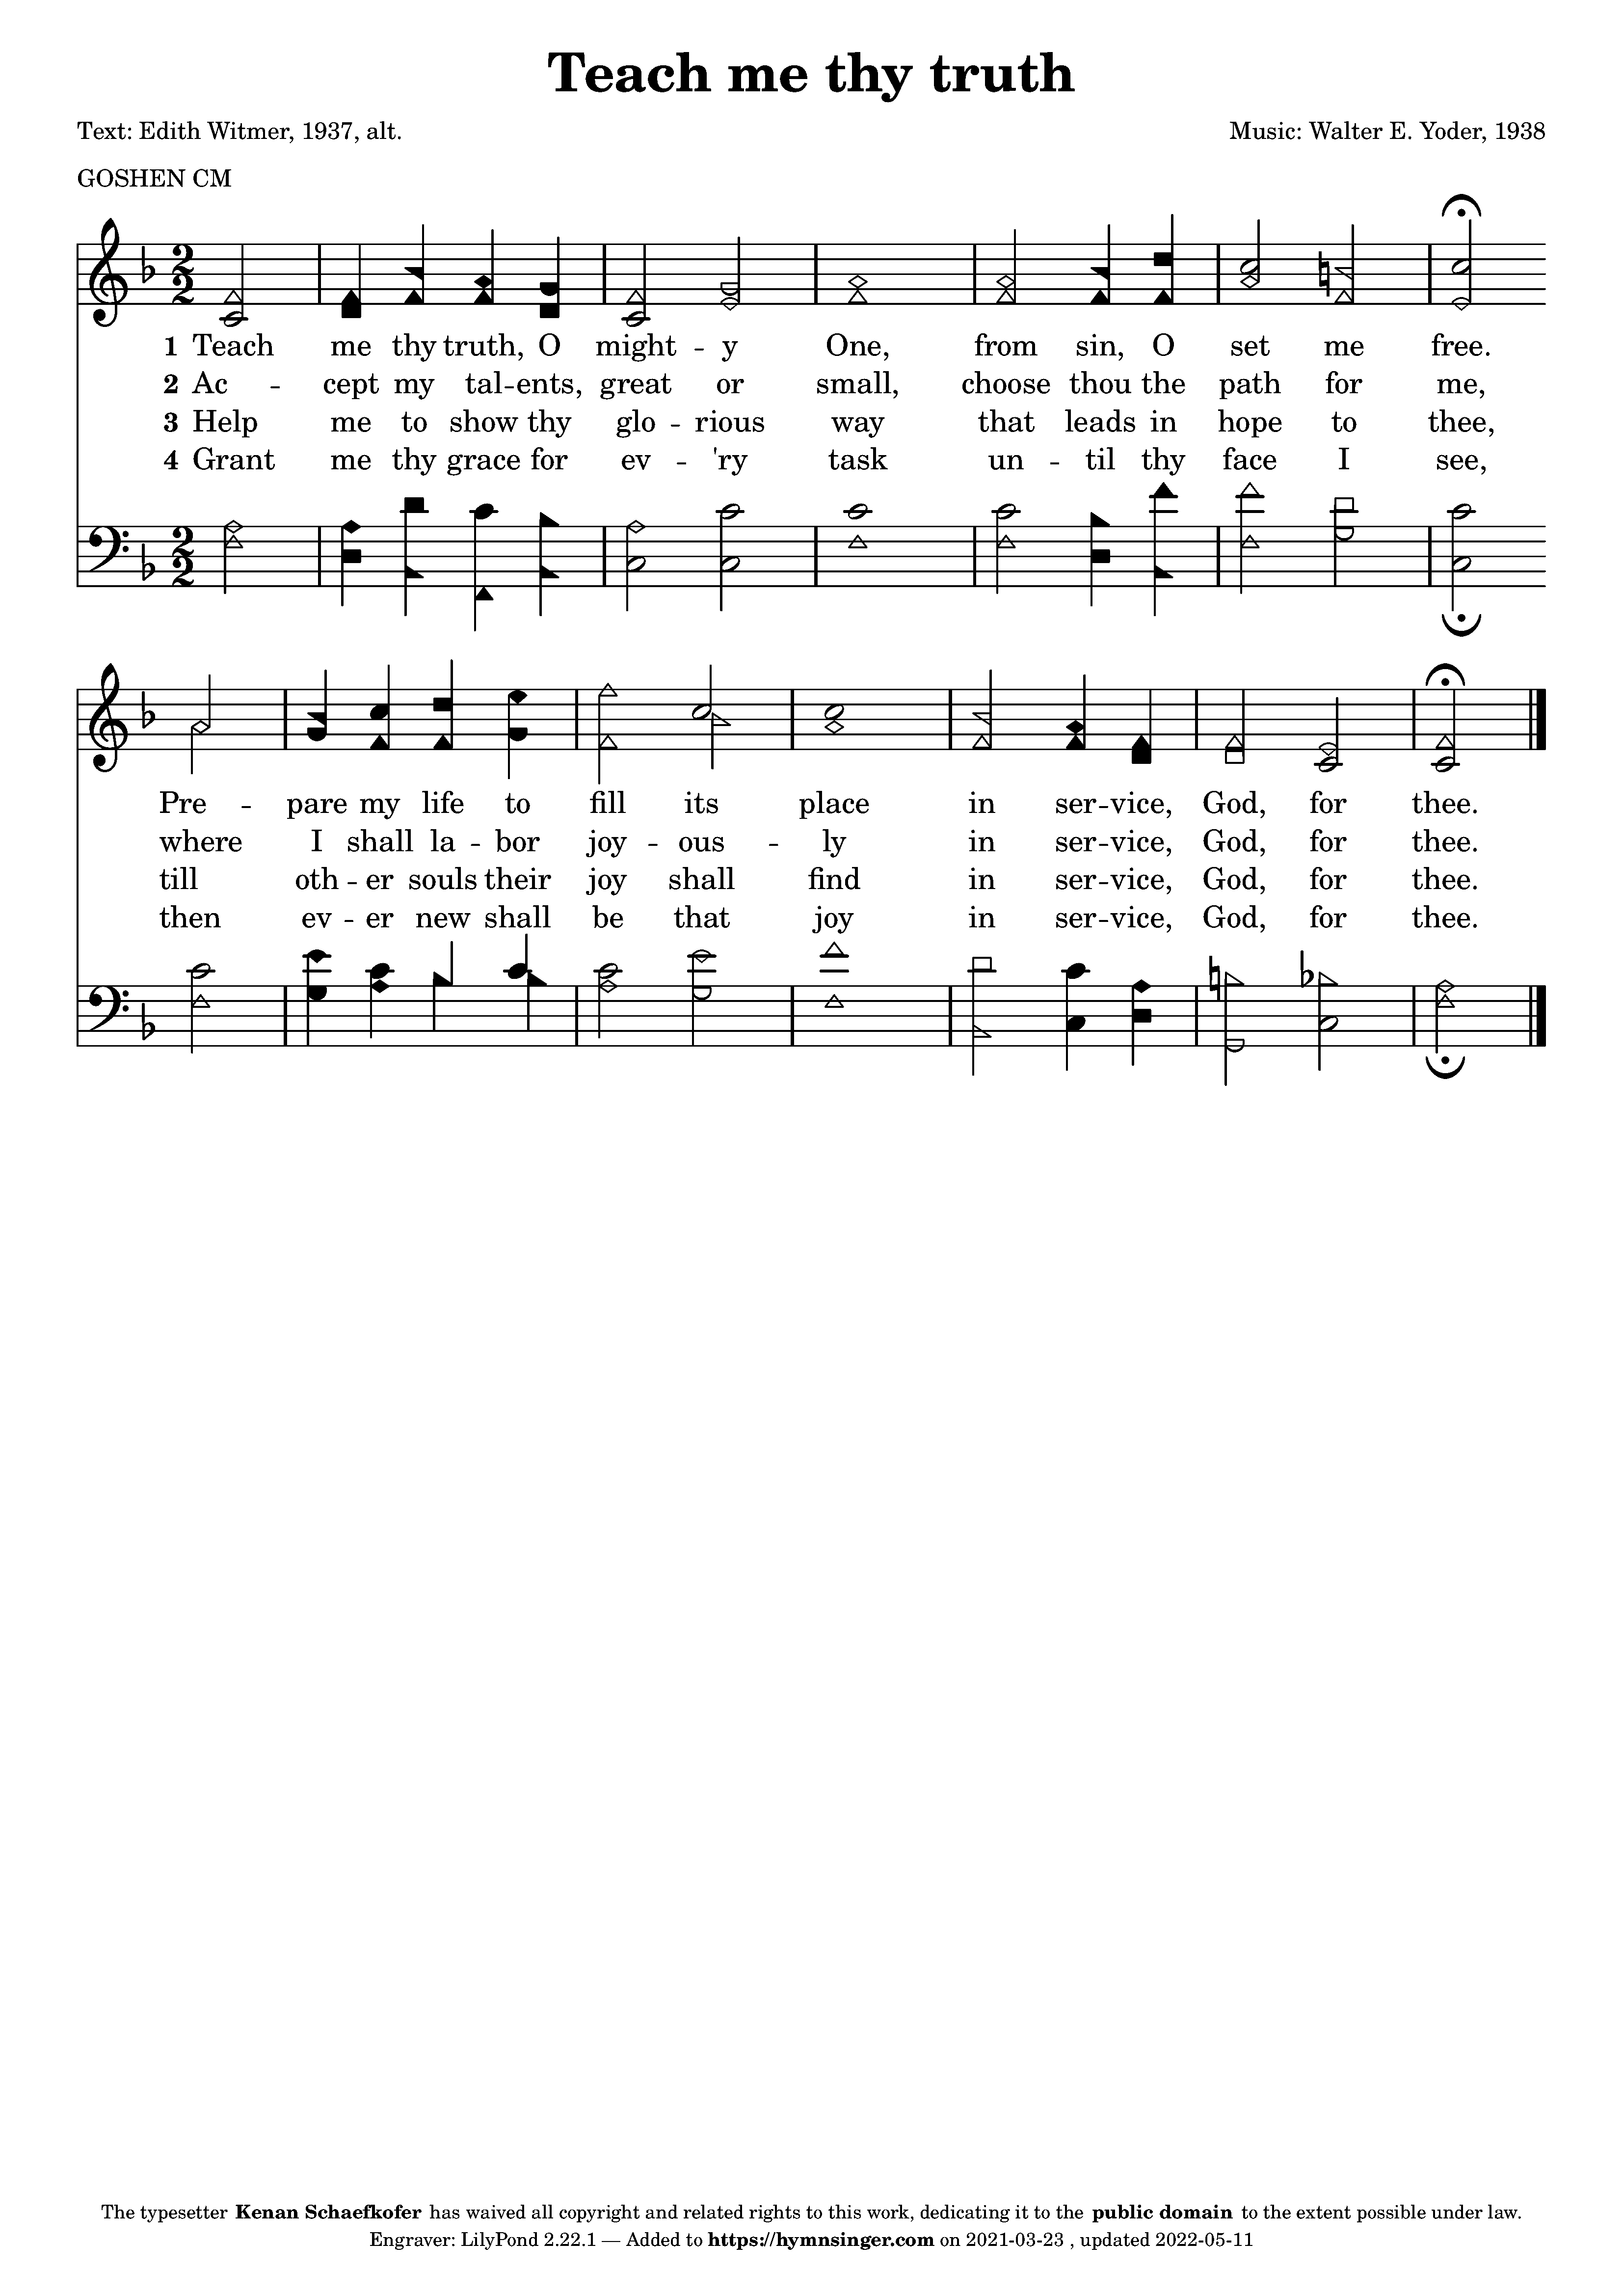 Teach me thy truth
Text: Edith Witmer, 1937, alt.
Music: Walter E. Yoder, 1938
GOSHEN CM
1 Teach me thy truth, O might -- y One, from sin, O set me free.
2 Ac -- cept my tal -- ents, great or small, choose thou the path for me,
3 Help me to show thy glo -- rious way that leads in hope to thee,
4 Grant me thy grace for ev -- 'ry task un -- til thy face I see,
Pre -- pare my life to fill its place in ser -- vice, God, for thee.
where I shall la -- bor joy -- ous -- ly in ser -- vice, God, for thee.
till oth -- er souls their joy shall find in ser -- vice, God, for thee.
then ev -- er new shall be that joy in ser -- vice, God, for thee.
The typesetter Kenan Schaefkofer has waived all copyright and related rights to this work, dedicating it to the public domain to the extent possible under law.
Engraver: LilyPond 2.22.1 — Added to https://hymnsinger.com on 2021-03-23 , updated 2022-05-11